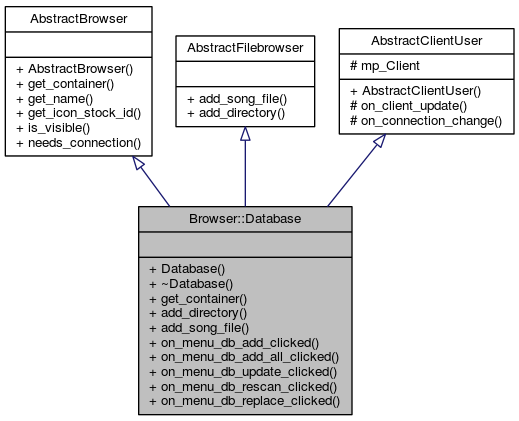 AbstractBrowser
+ AbstractBrowser()
+ get_container()
+ get_name()
+ get_icon_stock_id()
+ is_visible()
+ needs_connection()
AbstractFilebrowser
+ add_song_file()
+ add_directory()
AbstractClientUser
# mp_Client
+ AbstractClientUser()
# on_client_update()
# on_connection_change()
Browser::Database
+ Database()
+ ~Database()
+ get_container()
+ add_directory()
+ add_song_file()
+ on_menu_db_add_clicked()
+ on_menu_db_add_all_clicked()
+ on_menu_db_update_clicked()
+ on_menu_db_rescan_clicked()
+ on_menu_db_replace_clicked()